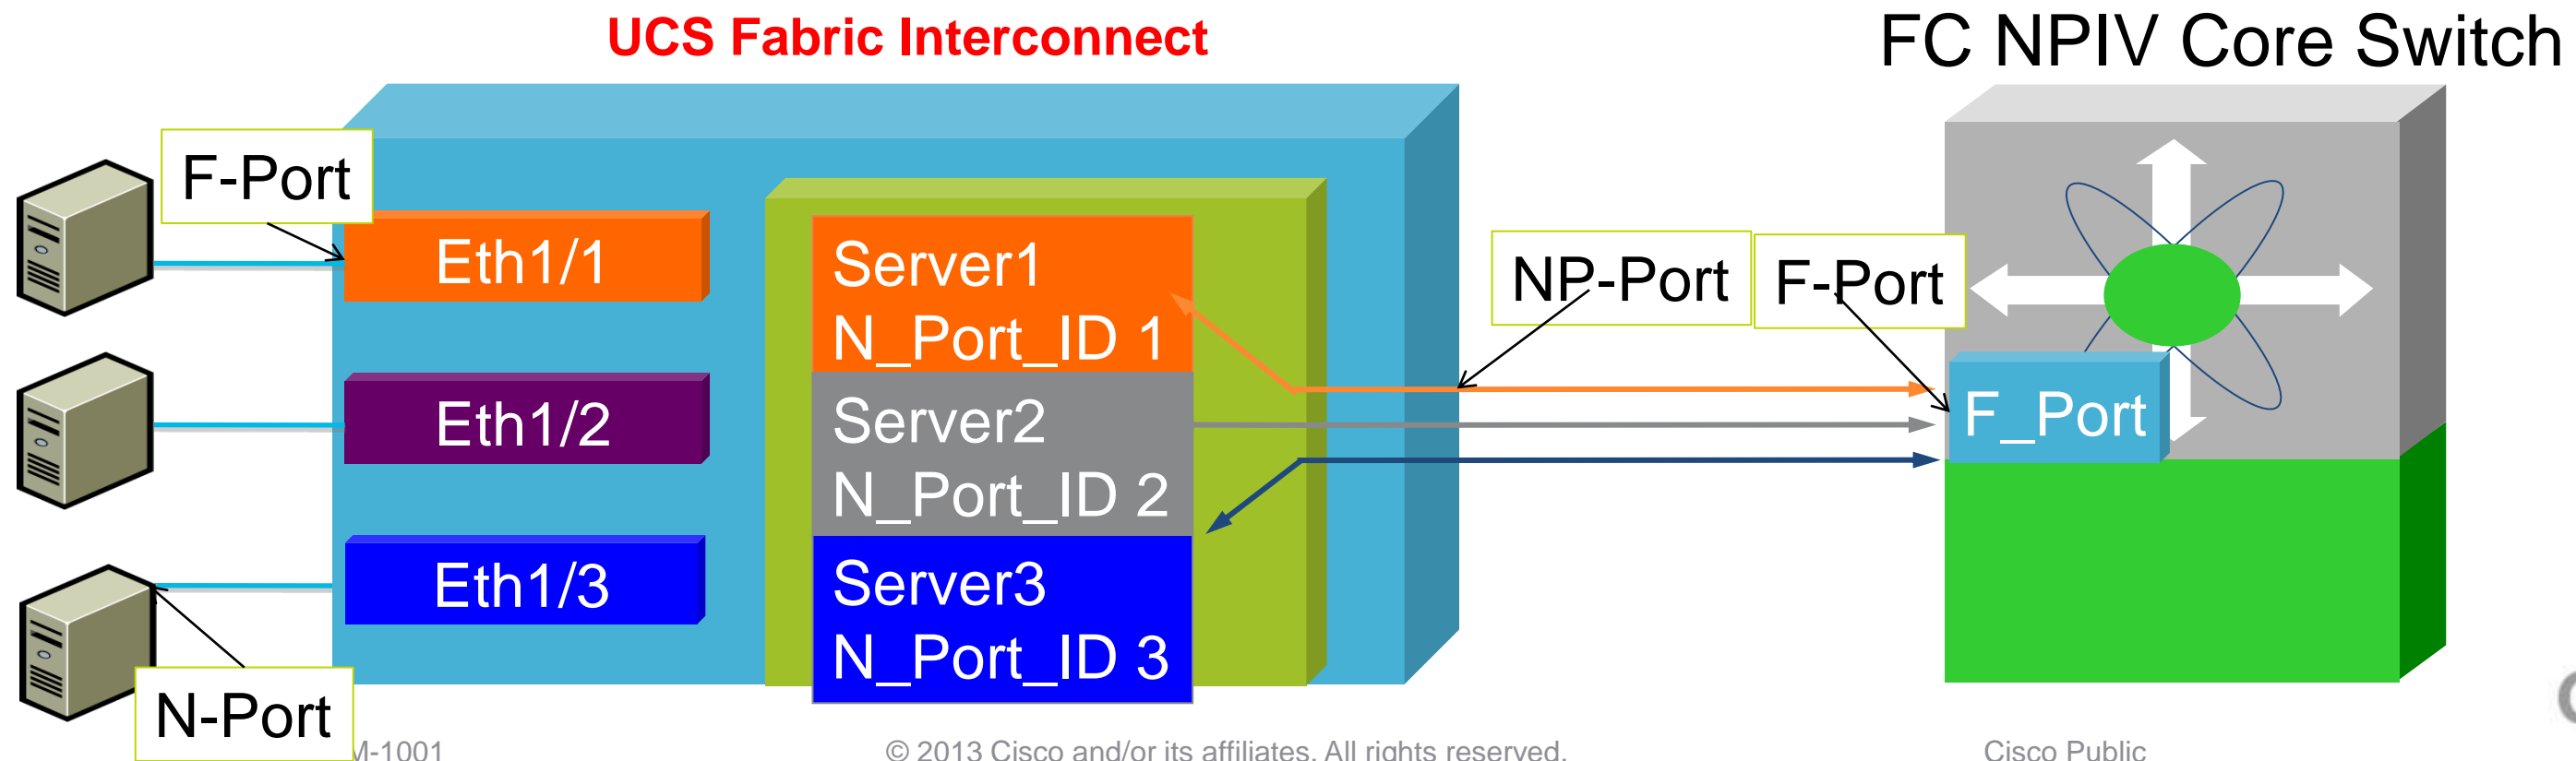 UCS Fabric Interconnect
FC NPIV Core Switch
F-Port
Eth1/1
Eth1/2
Eth1/3
Server1
N_Port_ID 1
Server2
N_Port_ID 2
Server3
N_Port_ID 3
NP-Port
F-Port
F_Port
N-Port
M-1001
© 2013 Cisco and/or its affiliates. All rights reserved.
Cisco Public